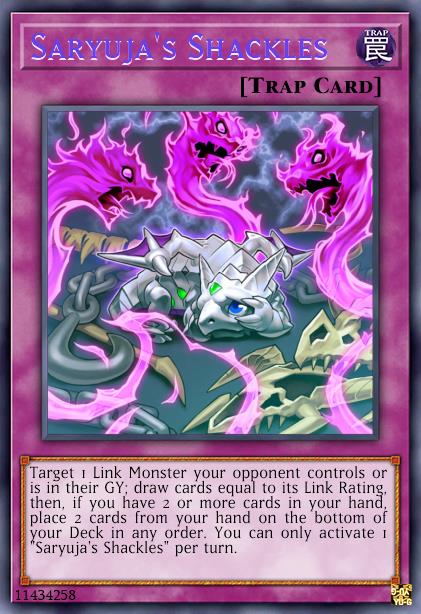 Saryuja's Shackles
TRAP
罠
[Trap Card]
Target 1 Link Monster your opponent controls or
is in their GY; draw cards equal to its Link Rating,
then, if you have 2 or more cards in your hand,
place 2 cards from your hand on the bottom of
your Deck in any order. You can only activate 1
"Saryuja's Shackles" per turn.
11434258